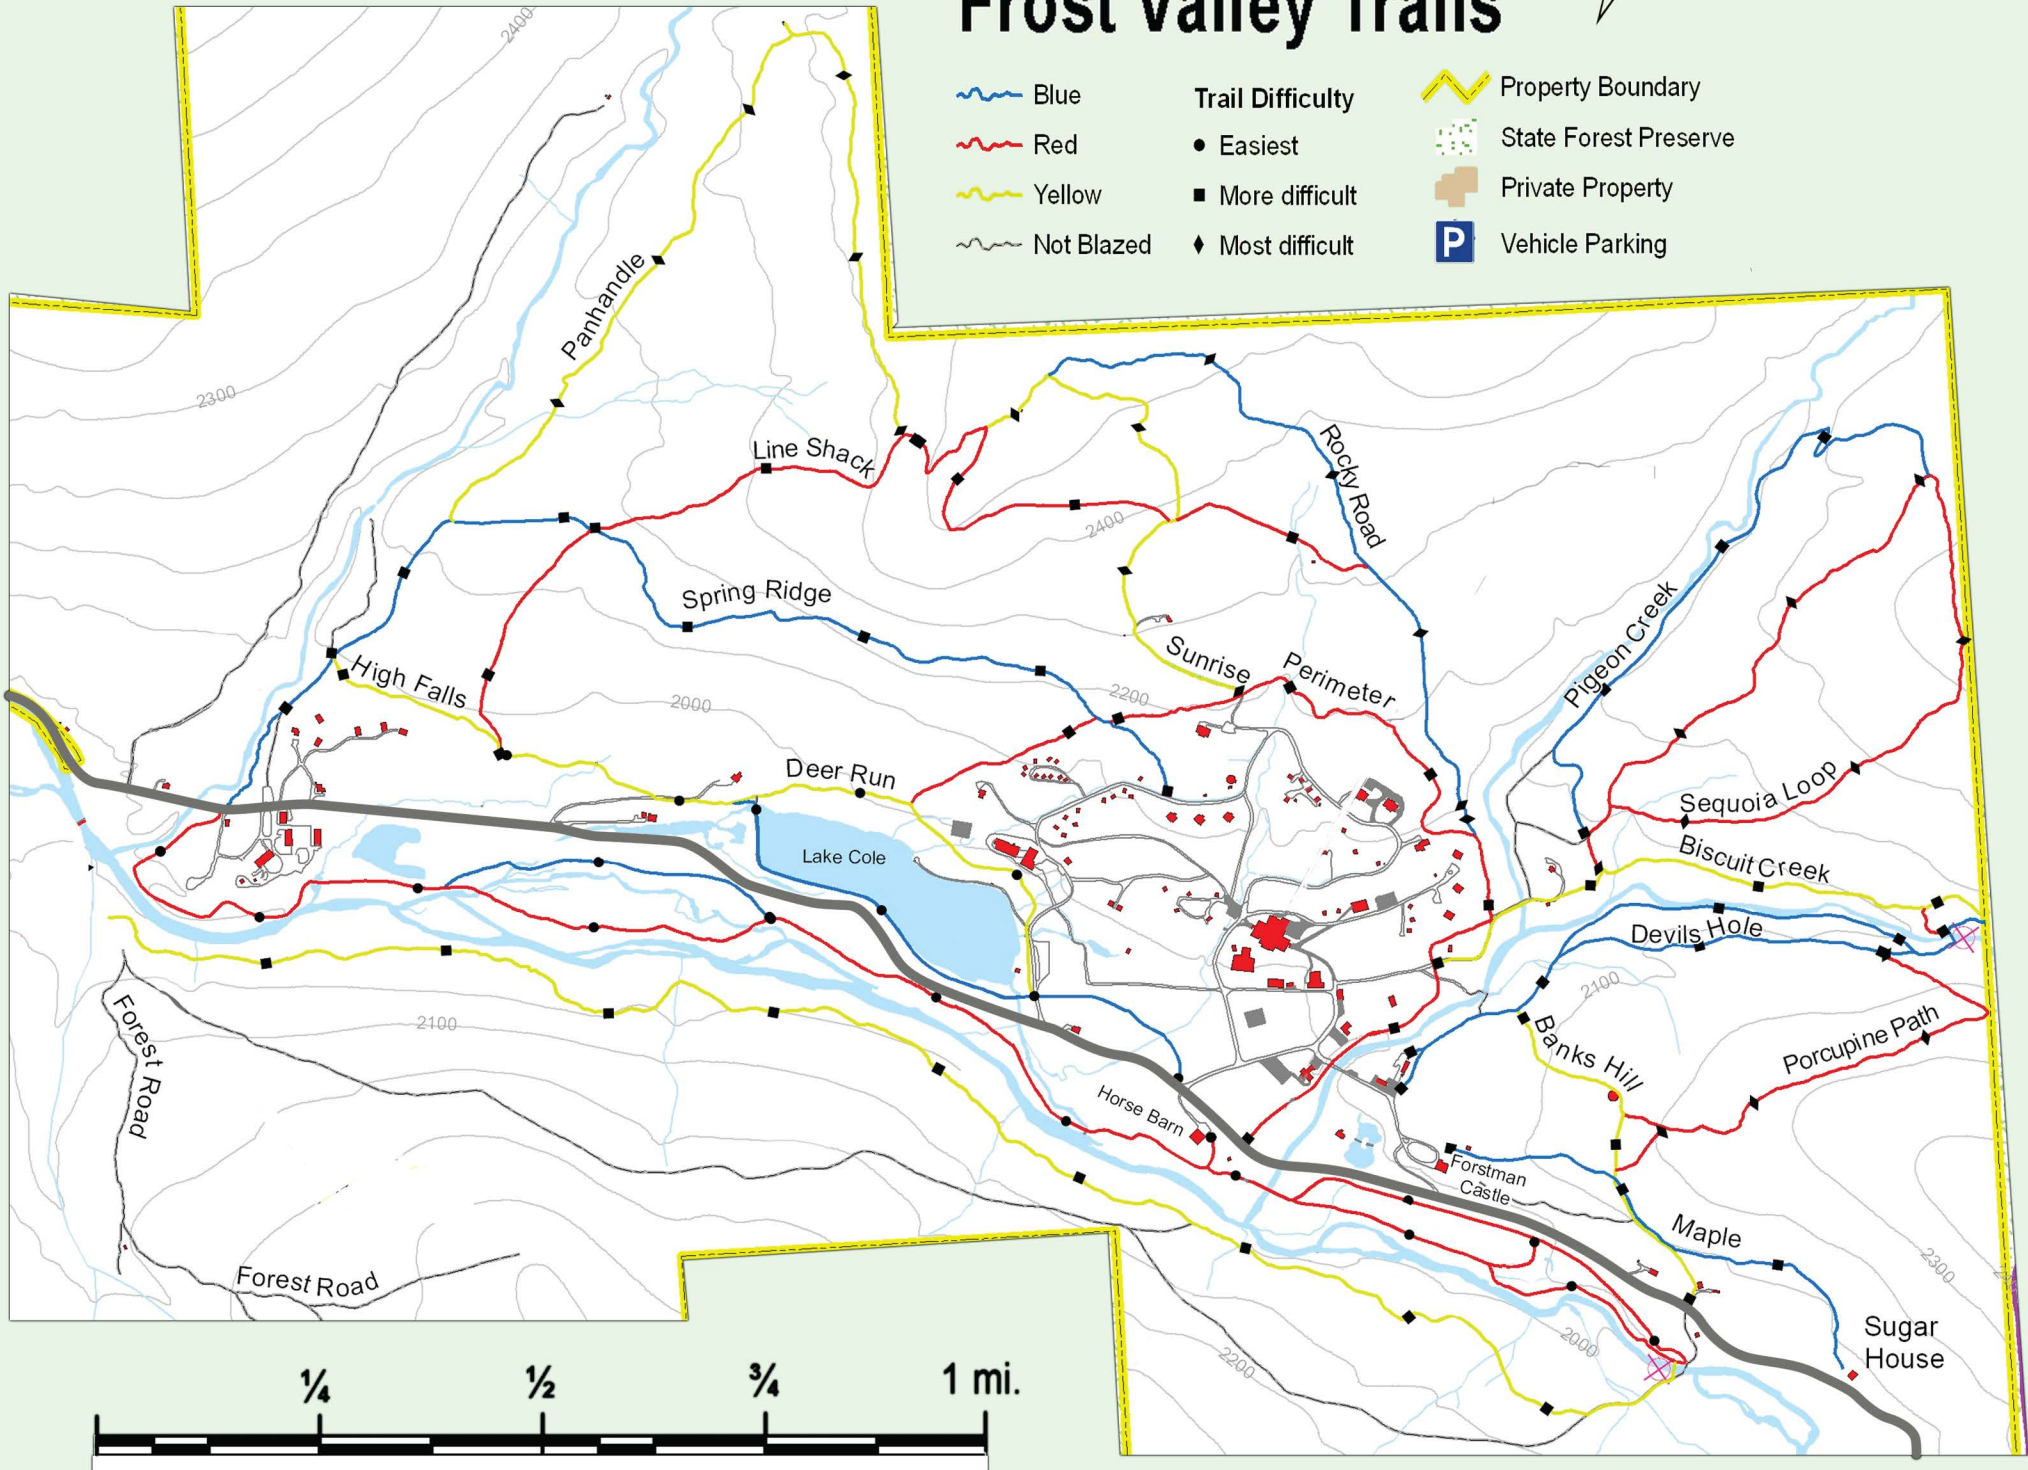 Frost Valley Trails
Blue
Red
Yellow
Not Blazed
Trail Difficulty
Easiest
More difficult
Most difficult
Property Boundary
State Forest Preserve
Private Property
P Vehicle Parking
2400
2300
Panhandle
Line Shack
Rocky Road
2400
Spring Ridge
Pigeon Creek
High Falls
Sunrise
Perimeter
2000
2200
Deer Run
Sequoia Loop
Lake Cole
Biscuit Creek
Devils Hole
2100
2100
Forest Road
Banks Hill
Porcupine Path
Horse Barn
Forstman
Castle
Maple
2300
Forest Road
Sugar
House
2000
2200
¼ ½ ¾ 1 mi.